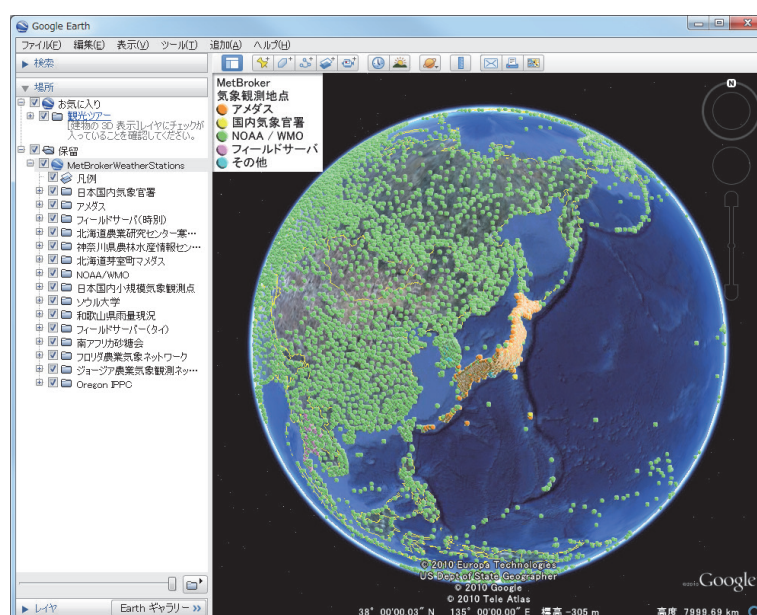 Google Earth
ファイル(F) 編集(E) 表示(V) ツール(T) 追加(A) ヘルプ(H)
検索
場所
お気に入り
観光ツアー
[建物の 3D 表示]レイヤにチェックが
入っていることを確認してください。
保留
MetBrokerWeatherStations
凡例
日本国内気象官署
アメダス
フィールドサーバ(時別)
北海道農業研究センター寒…
神奈川県農林水産情報セン…
北海道芽室町マメダス
NOAA/WMO
日本国内小規模気象観測点
ソウル大学
和歌山県雨量現況
フィールドサーバー(タイ)
南アフリカ砂糖会
フロリダ農業気象ネットワーク
ジョージア農業気象観測ネッ…
Oregon IPPC
レイヤ
Earth ギャラリー >>
MetBroker
気象観測地点
アメダス
国内気象官署
NOAA / WMO
フィールドサーバ
その他
N
© 2010 Europa Technologies
US Dept of State Geographer
© 2010 Google
© 2010 Tele Atlas
©2010 Google
38° 00'00.03" N 135° 00'00.00" E 標高 -305 m 高度 7999.69 km